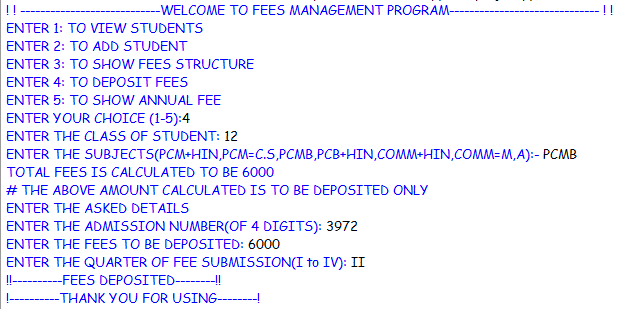 !! ----------------------------WELCOME TO FEES MANAGEMENT PROGRAM------------------------------ !!
ENTER 1: TO VIEW STUDENTS
ENTER 2: TO ADD STUDENT
ENTER 3: TO SHOW FEES STRUCTURE
ENTER 4: TO DEPOSIT FEES
ENTER 5: TO SHOW ANNUAL FEE
ENTER YOUR CHOICE (1-5):4
ENTER THE CLASS OF STUDENT: 12
ENTER THE SUBJECTS(PCM+HIN,PCM=C.S,PCMB,PCB+HIN,COMM+HIN,COMM=M,A):- PCMB
TOTAL FEES IS CALCULATED TO BE 6000
# THE ABOVE AMOUNT CALCULATED IS TO BE DEPOSITED ONLY
ENTER THE ASKED DETAILS
ENTER THE ADMISSION NUMBER(OF 4 DIGITS): 3972
ENTER THE FEES TO BE DEPOSITED: 6000
ENTER THE QUARTER OF FEE SUBMISSION(I to IV): II
!!----------FEES DEPOSITED--------!!
!----------THANK YOU FOR USING--------!